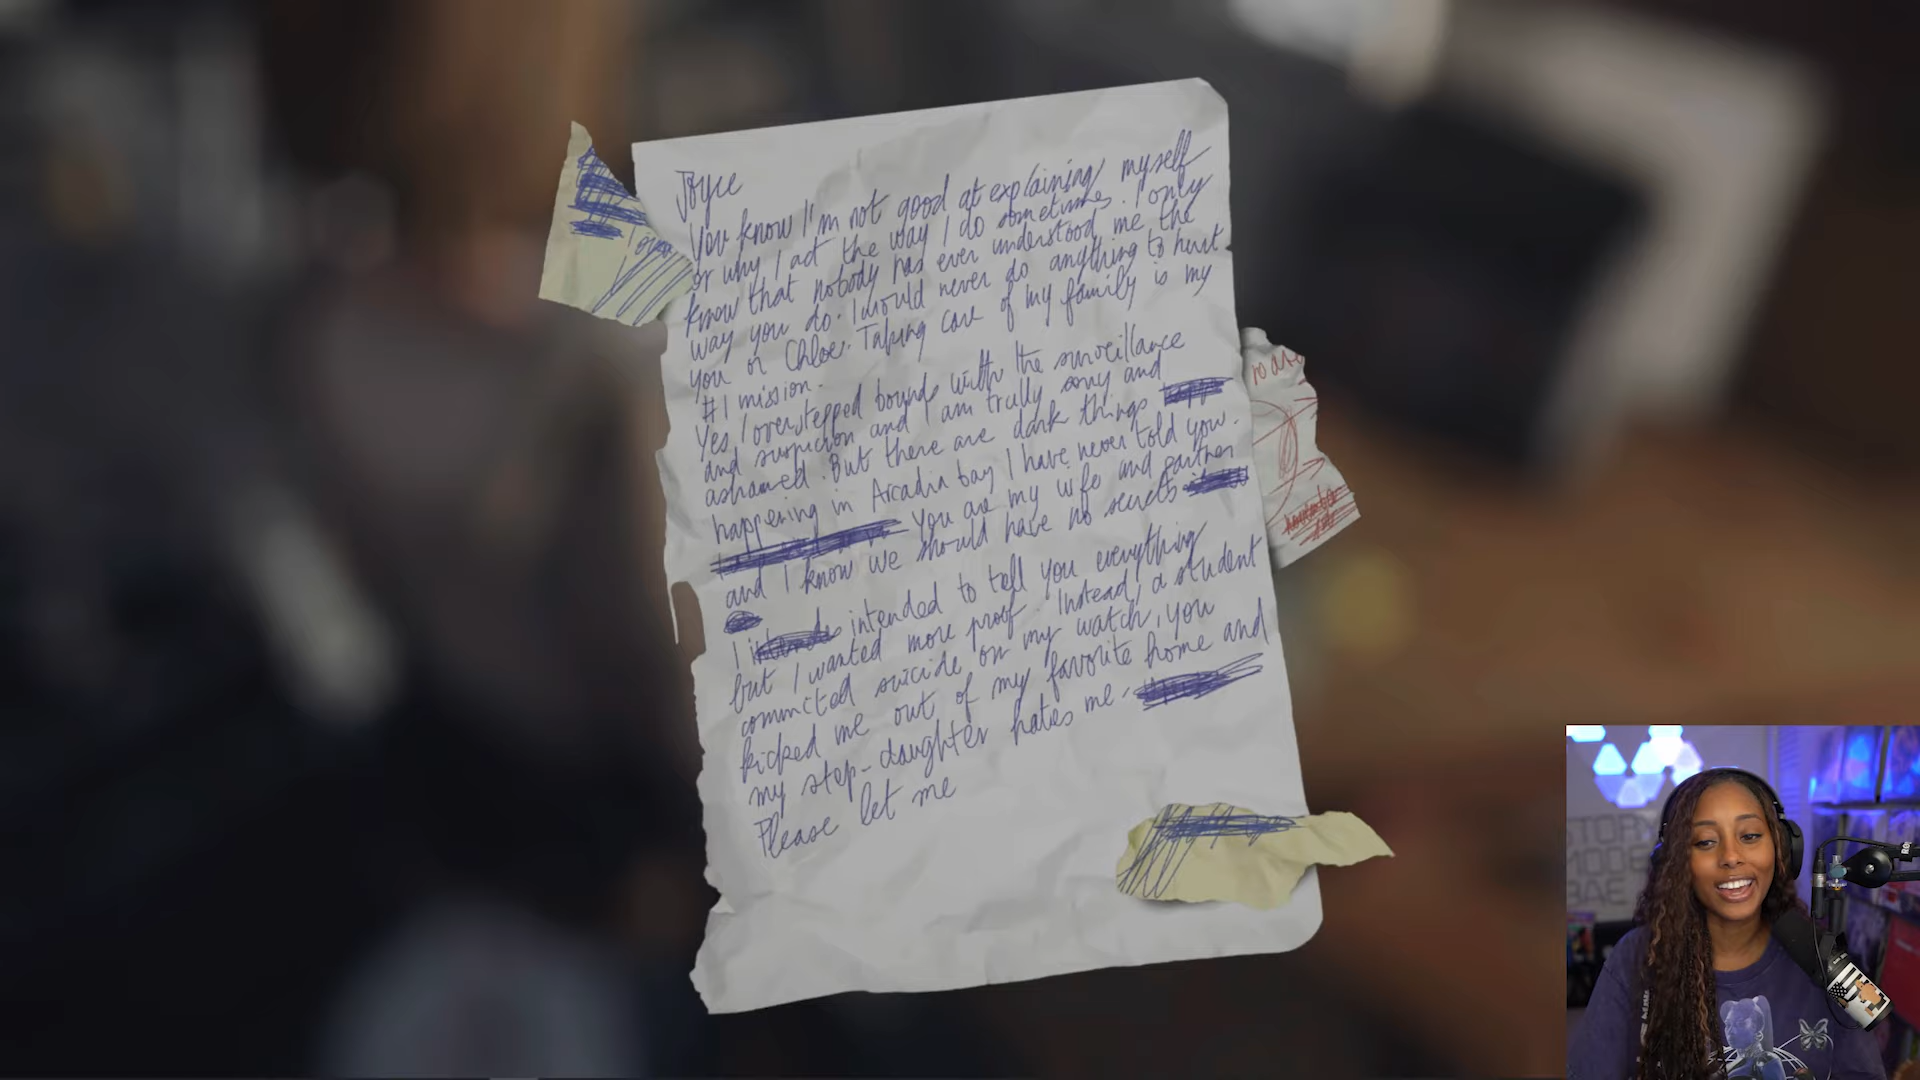 Joyce
You know I'm not good at explaining myself
or why I act the way I do sometimes. I only
know that nobody has ever understood me the
way you do. I would never do anything to hurt
you or Chloe. Taking care of my family is my
#1 mission.
Yes I overstepped bounds with the surveillance
and suspicion and I am trully sorry and
ashamed. But there are dark things
happening in Arcadia bay I have never told you.
You are my wife and partner
and I know we should have no secrets
I intended to tell you everything
but I wanted more proof. Instead, a student
committed suicide on my watch, you
kicked me out of my favorite home and
my step-daughter hates me.
Please let me
STORY
MODE
BAE